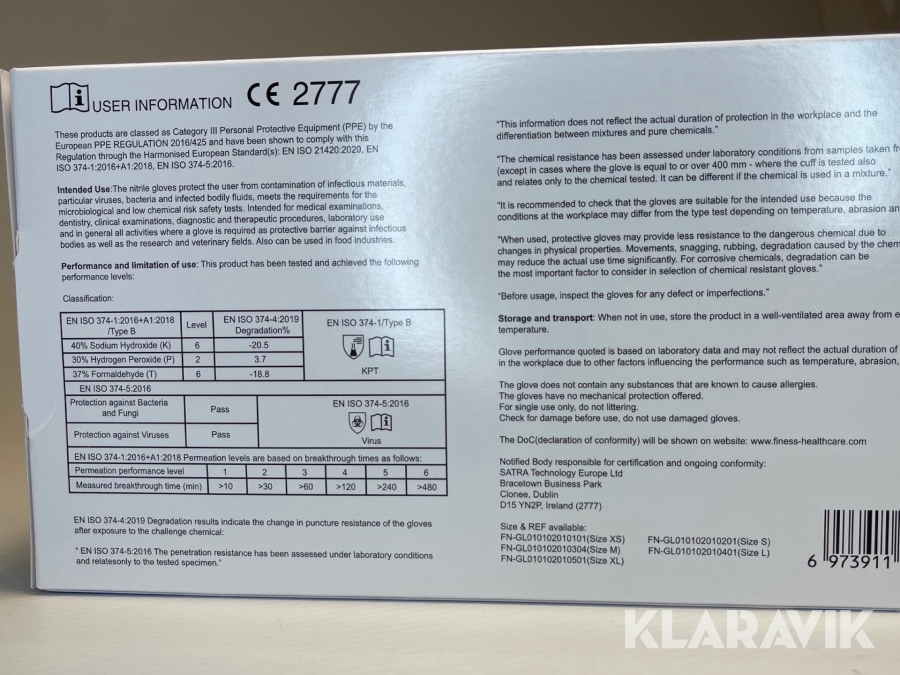 USER INFORMATION CE 2777
These products are classed as Category III Personal Protective Equipment (PPE) by the
European PPE REGULATION 2016/425 and have been shown to comply with this
Regulation through the Harmonised European Standard(s): EN ISO 21420:2020, EN
ISO 374-1:2016+A1:2018, EN ISO 374-5:2016.
Intended Use:The nitrile gloves protect the user from contamination of infectious materials,
particular viruses, bacteria and infected bodily fluids, meets the requirements for the
microbiological and low chemical risk safety tests. Intended for medical examinations,
dentistry, clinical examinations, diagnostic and therapeutic procedures, laboratory use
and in general all activities where a glove is required as protective barrier against infectious
bodies as well as the research and veterinary fields. Also can be used in food industries.
Performance and limitation of use: This product has been tested and achieved the following
performance levels:
Classification:
EN ISO 374-1:2016+A1:2018 /Type B Level EN ISO 374-4:2019 Degradation% EN ISO 374-1/Type B
40% Sodium Hydroxide (K) 6 -20.5
30% Hydrogen Peroxide (P) 2 3.7
37% Formaldehyde (T) 6 -18.8
KPT
EN ISO 374-5:2016
Protection against Bacteria and Fungi Pass EN ISO 374-5:2016
Protection against Viruses Pass Virus
EN ISO 374-1:2016+A1:2018 Permeation levels are based on breakthrough times as follows:
Permeation performance level 1 2 3 4 5 6
Measured breakthrough time (min) >10 >30 >60 >120 >240 >480
EN ISO 374-4:2019 Degradation results indicate the change in puncture resistance of the gloves
after exposure to the challenge chemical.
" EN ISO 374-5:2016 The penetration resistance has been assessed under laboratory conditions
and relatesonly to the tested specimen."
"This information does not reflect the actual duration of protection in the workplace and the
differentiation between mixtures and pure chemicals."
"The chemical resistance has been assessed under laboratory conditions from samples taken
(except in cases where the glove is equal to or over 400 mm - where the cuff is tested also
and relates only to the chemical tested. It can be different if the chemical is used in a mixture."
"It is recommended to check that the gloves are suitable for the intended use because the
conditions at the workplace may differ from the type test depending on temperature, abrasion
"When used, protective gloves may provide less resistance to the dangerous chemical due to
changes in physical properties. Movements, snagging, rubbing, degradation caused by the
may reduce the actual use time significantly. For corrosive chemicals, degradation can be
the most important factor to consider in selection of chemical resistant gloves."
"Before usage, inspect the gloves for any defect or imperfections."
Storage and transport: When not in use, store the product in a well-ventilated area away from
temperature.
Glove performance quoted is based on laboratory data and may not reflect the actual duration of
in the workplace due to other factors influencing the performance such as temperature, abrasion,
The glove does not contain any substances that are known to cause allergies.
The gloves have no mechanical protection offered.
For single use only, do not littering.
Check for damage before use, do not use damaged gloves.
The DoC(declaration of conformity) will be shown on website: www.finess-healthcare.com
Notified Body responsible for certification and ongoing conformity:
SATRA Technology Europe Ltd
Bracetown Business Park
Clonee, Dublin
D15 YN2P, Ireland (2777)
Size & REF available:
FN-GL010102010101(Size XS) FN-GL010102010201(Size S)
FN-GL010102010304(Size M) FN-GL010102010401(Size L)
FN-GL010102010501(Size XL)
6 973911
KLARAVIK